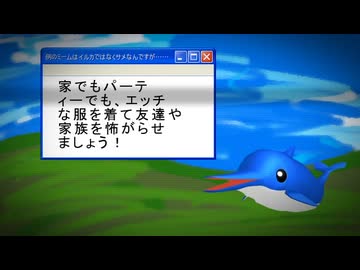 例のミームはイルカではなくサメなんですが……
家でもパーテ
ィーでも、エッチ
な服を着て友達や
家族を怖がらせ
ましょう！